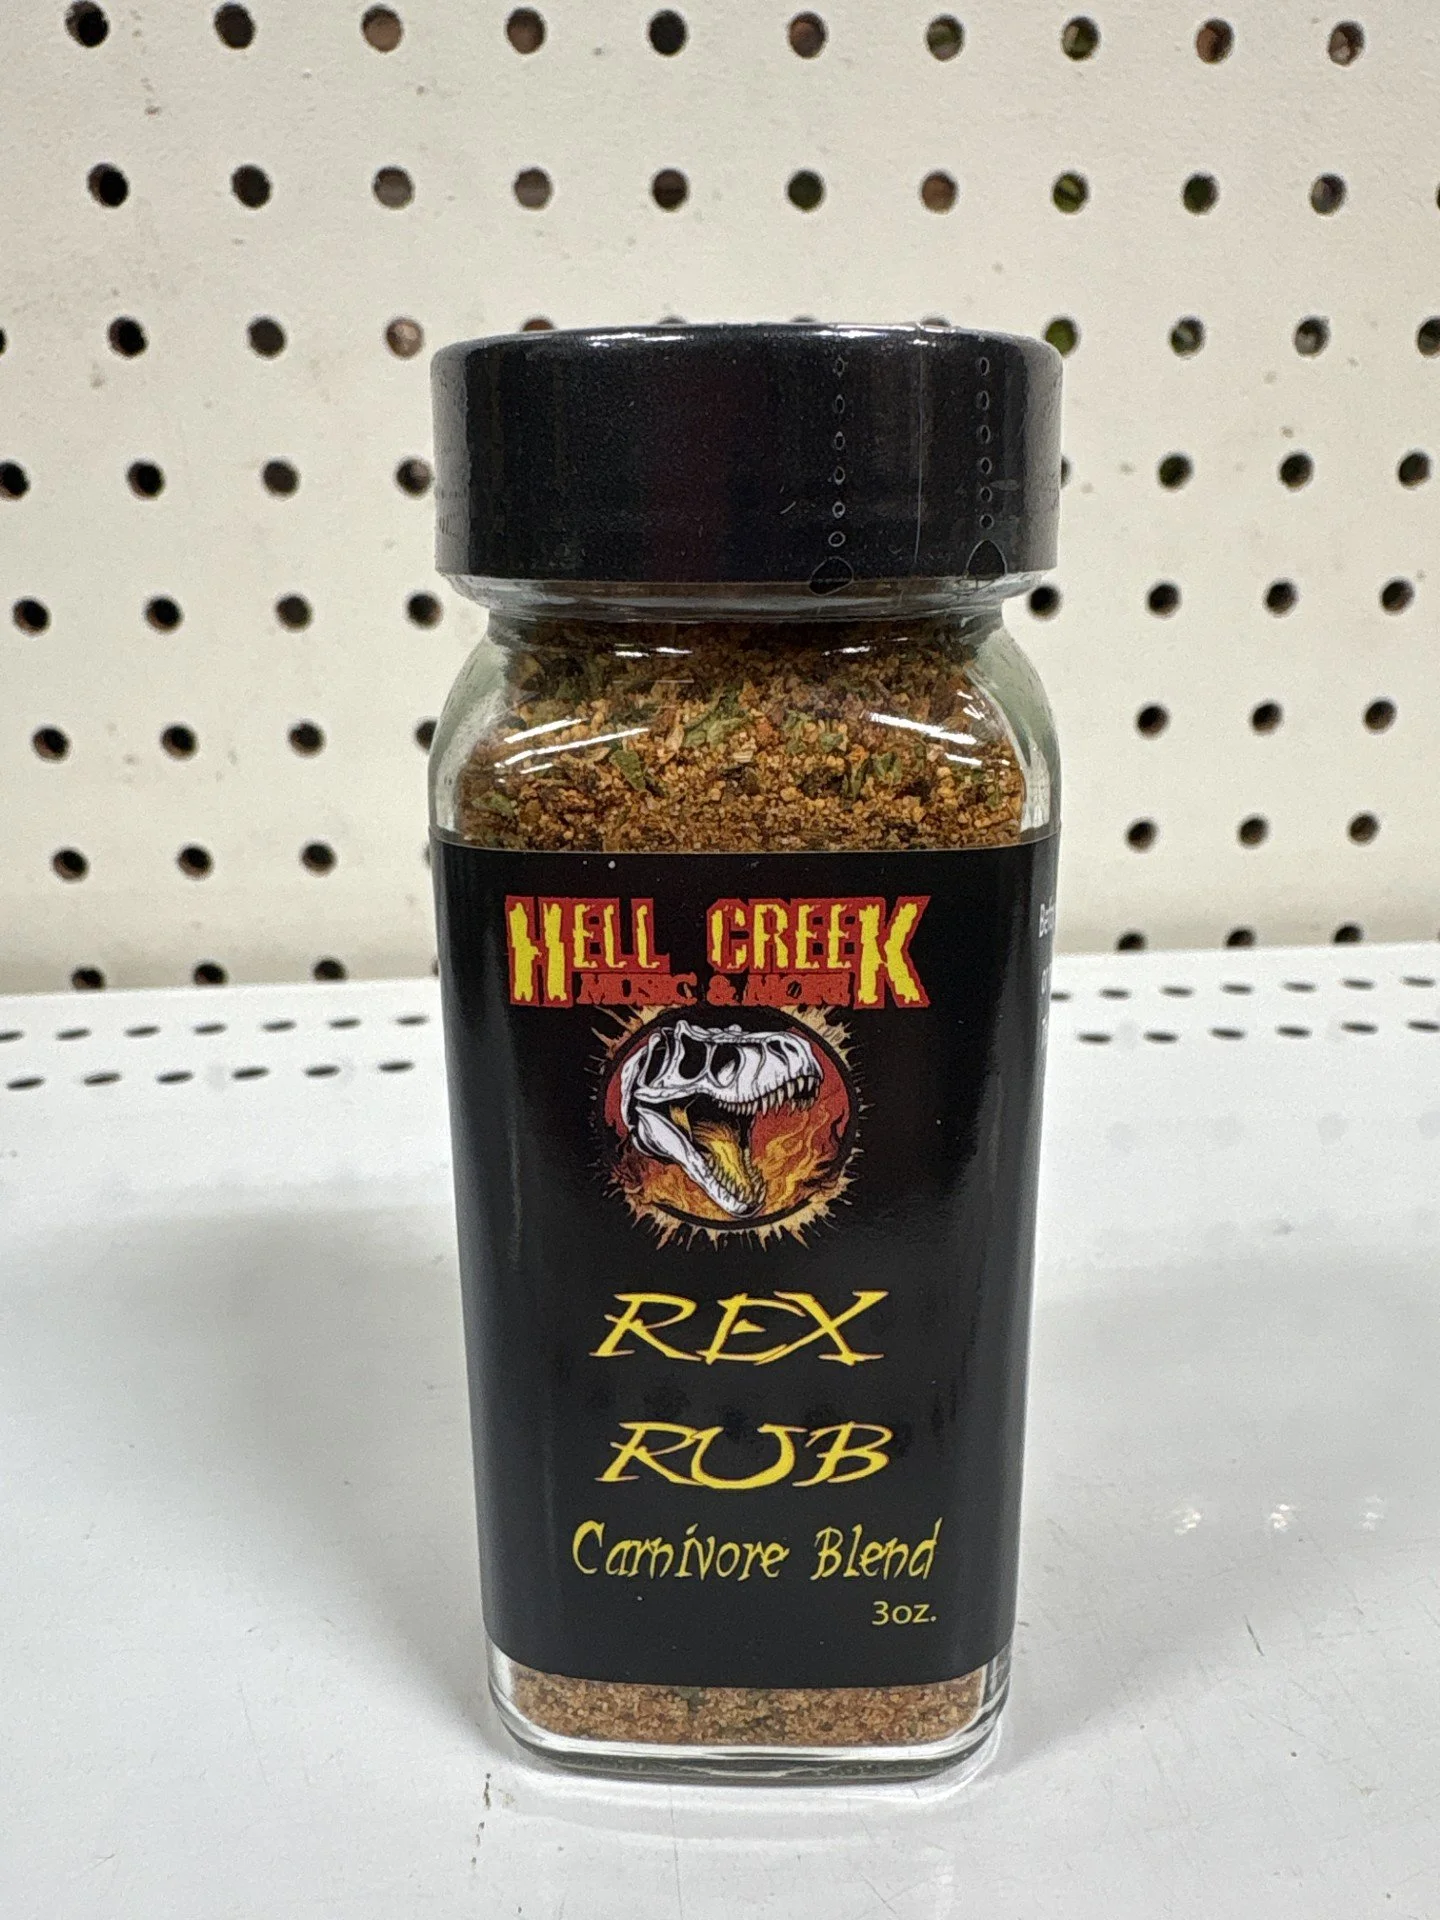 HELL CREEK
MUSIC & MORE
REX
RUB
Carnivore Blend
3oz.